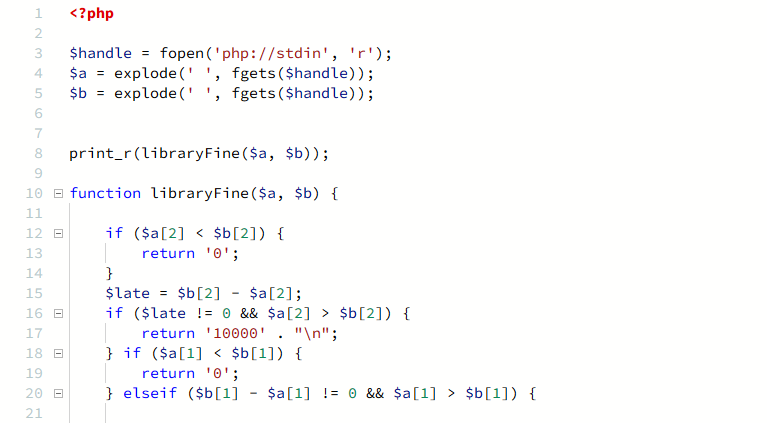 1 <?php
2
3 $handle = fopen('php://stdin', 'r');
4 $a = explode(' ', fgets($handle));
5 $b = explode(' ', fgets($handle));
6
7
8 print_r(libraryFine($a, $b));
9
10 function libraryFine($a, $b) {
11
12 if ($a[2] < $b[2]) {
13 return '0';
14 }
15 $late = $b[2] - $a[2];
16 if ($late != 0 && $a[2] > $b[2]) {
17 return '10000' . "\n";
18 } if ($a[1] < $b[1]) {
19 return '0';
20 } elseif ($b[1] - $a[1] != 0 && $a[1] > $b[1]) {
21